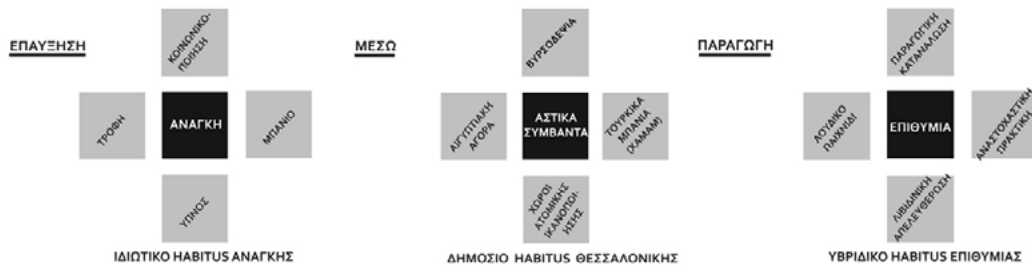 ΕΠΑΥΞΗΣΗ
ΚΟΙΝΩΝΙΚΟ-
ΠΟΙΗΣΗ
ΤΡΟΦΗ
ΑΝΑΓΚΗ
ΜΠΑΝΙΟ
ΥΠΝΟΣ
ΙΔΙΩΤΙΚΟ HABITUS ΑΝΑΓΚΗΣ
ΜΕΣΩ
ΒΥΡΣΟΔΕΨΙΑ
ΑΙΓΥΠΤΙΑΚΗ
ΑΓΟΡΑ
ΑΣΤΙΚΑ
ΣΥΜΒΑΝΤΑ
ΤΟΥΡΚΙΚΑ
ΜΠΑΝΙΑ
(ΧΑΜΑΜ)
ΧΩΡΟΙ
ΑΤΟΜΙΚΗΣ
ΙΚΑΝΟΠΟΙ-
ΗΣΗΣ
ΔΗΜΟΣΙΟ HABITUS ΘΕΣΣΑΛΟΝΙΚΗΣ
ΠΑΡΑΓΩΓΗ
ΠΑΡΑΓΩΓΙΚΗ
ΚΑΤΑΝΑΛΩΣΗ
ΛΟΥΔΙΚΟ
ΠΑΙΧΝΙΔΙ
ΕΠΙΘΥΜΙΑ
ΑΝΑΣΤΟΧΑΣΤΙΚΗ
ΠΡΑΚΤΙΚΗ
ΛΙΒΙΔΙΝΙΚΗ
ΑΠΕΛΕΥΘΕΡΩΣΗ
ΥΒΡΙΔΙΚΟ HABITUS ΕΠΙΘΥΜΙΑΣ